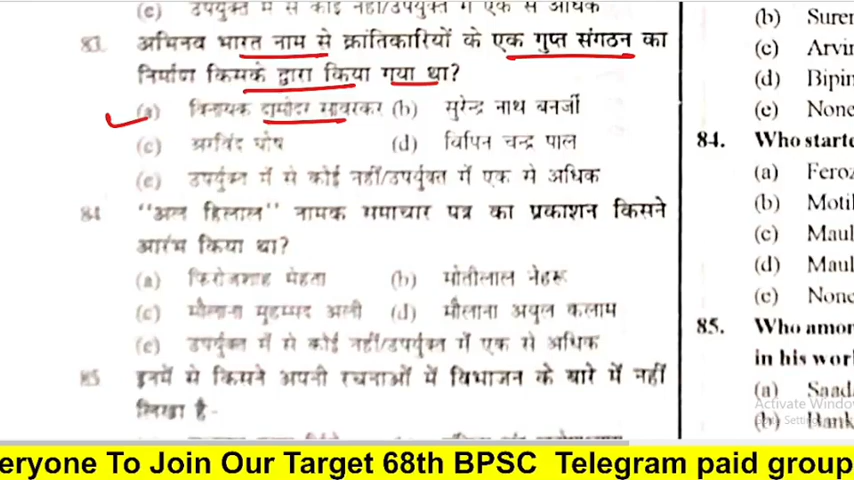 (c) उपर्युक्त में से कोई नहीं/उपर्युक्त में एक से अधिक
83. अभिनव भारत नाम से क्रांतिकारियों के एक गुप्त संगठन का
निर्माण किसके द्वारा किया गया था?
(a) विनायक दामोदर सावरकर (b) सुरेन्द्र नाथ बनर्जी
(c) अरविंद घोष (d) विपिन चन्द्र पाल
(e) उपर्युक्त में से कोई नहीं/उपर्युक्त में एक से अधिक
84 "अल हिलाल" नामक समाचार पत्र का प्रकाशन किसने
आरंभ किया था?
(a) फिरोजशाह मेहता (b) मोतीलाल नेहरू
(c) मौलाना मुहम्मद अली (d) मौलाना अबुल कलाम
(e) उपर्युक्त में से कोई नहीं/उपर्युक्त में एक से अधिक
85 इनमें से किसने अपनी रचनाओं में विभाजन के बारे में नहीं
लिखा है-
(b) Suren
(c) Arvin
(d) Bipin
(e) None
84. Who starte
(a) Feroz
(b) Motil
(c) Maul
(d) Maul
(e) None
85. Who amon
in his wor
(a) Saad
(b) Bank
Activate Window
eryone To Join Our Target 68th BPSC Telegram paid group